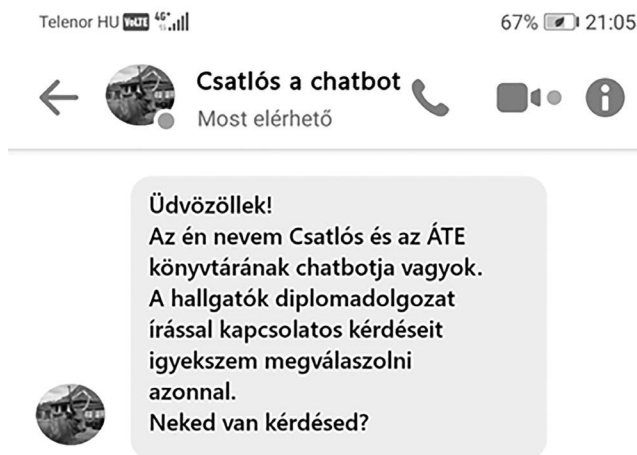 Telenor HU VoLTE 4G+ 67% 21:05
Csatlós a chatbot
Most elérhető
Üdvözöllek!
Az én nevem Csatlós és az ÁTE
könyvtárának chatbotja vagyok.
A hallgatók diplomadolgozat
írással kapcsolatos kérdéseit
igyekszem megválaszolni
azonnal.
Neked van kérdésed?